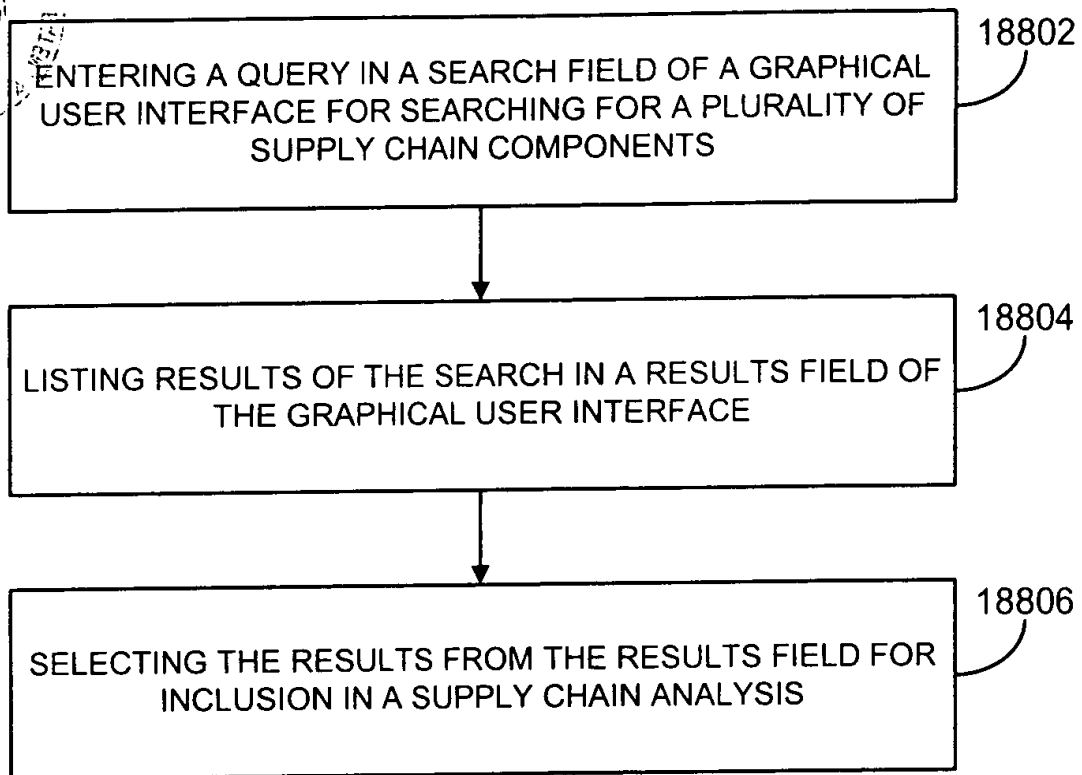 18802
ENTERING A QUERY IN A SEARCH FIELD OF A GRAPHICAL
USER INTERFACE FOR SEARCHING FOR A PLURALITY OF
SUPPLY CHAIN COMPONENTS
18804
LISTING RESULTS OF THE SEARCH IN A RESULTS FIELD OF
THE GRAPHICAL USER INTERFACE
18806
SELECTING THE RESULTS FROM THE RESULTS FIELD FOR
INCLUSION IN A SUPPLY CHAIN ANALYSIS